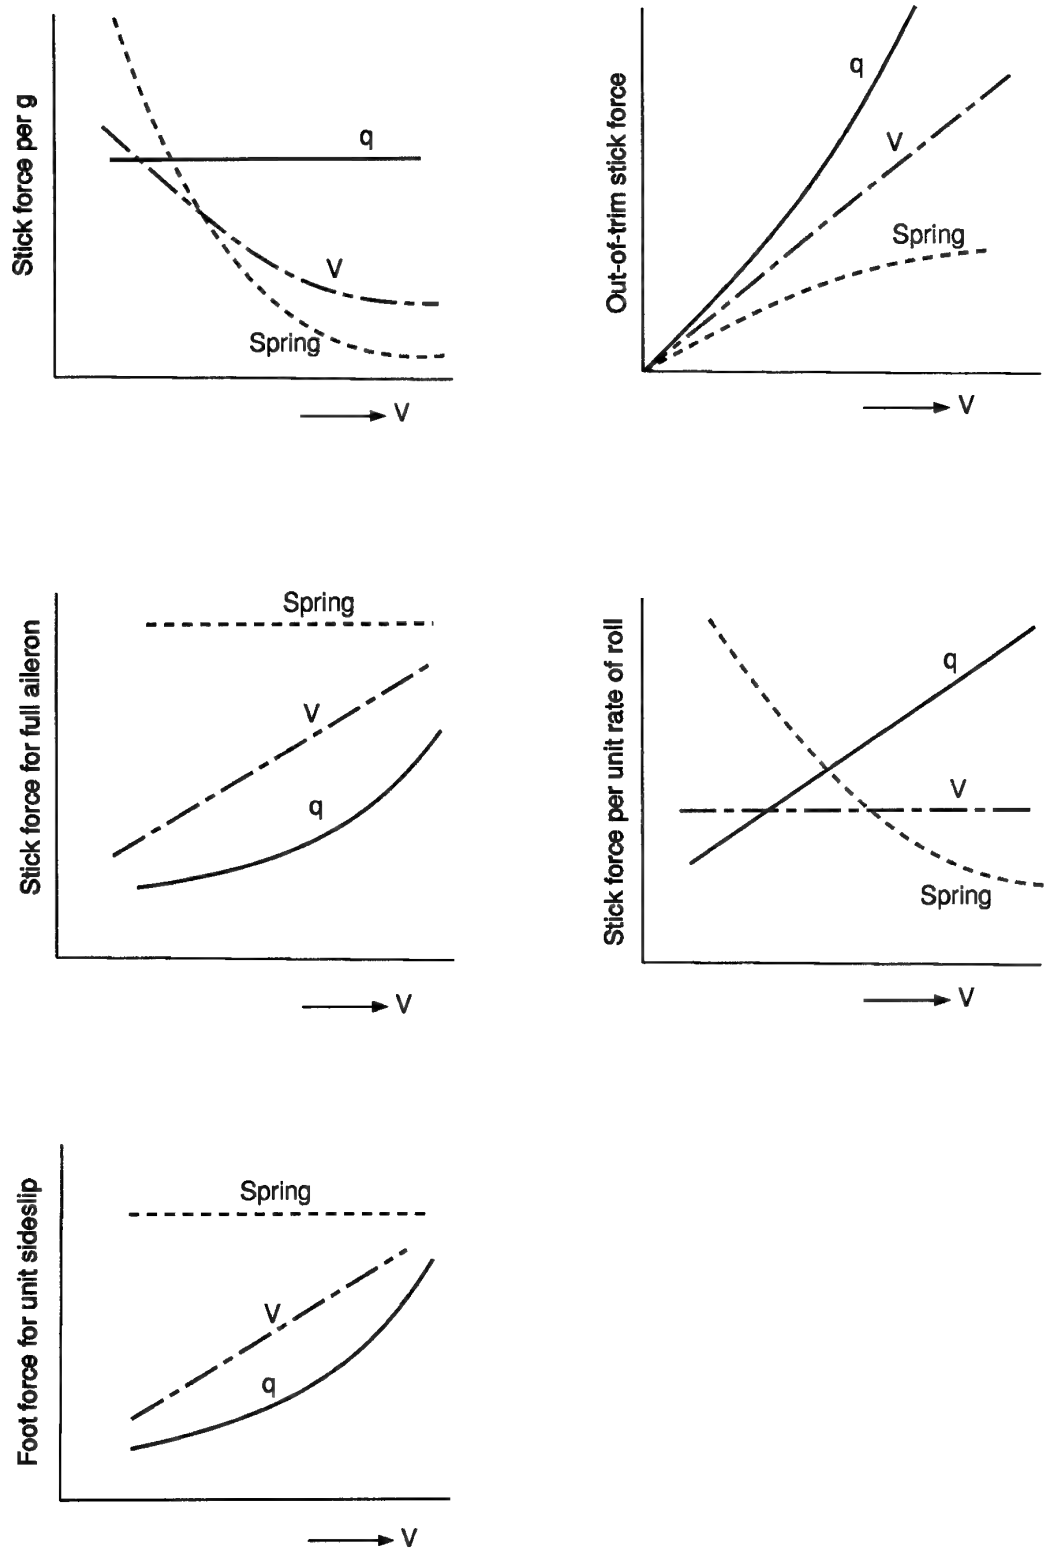 Stick force per g
q
V
Spring
V
Out-of-trim stick force
q
V
Spring
V
Stick force for full aileron
Spring
V
q
V
Stick force per unit rate of roll
q
V
Spring
V
Foot force for unit sideslip
Spring
V
q
V